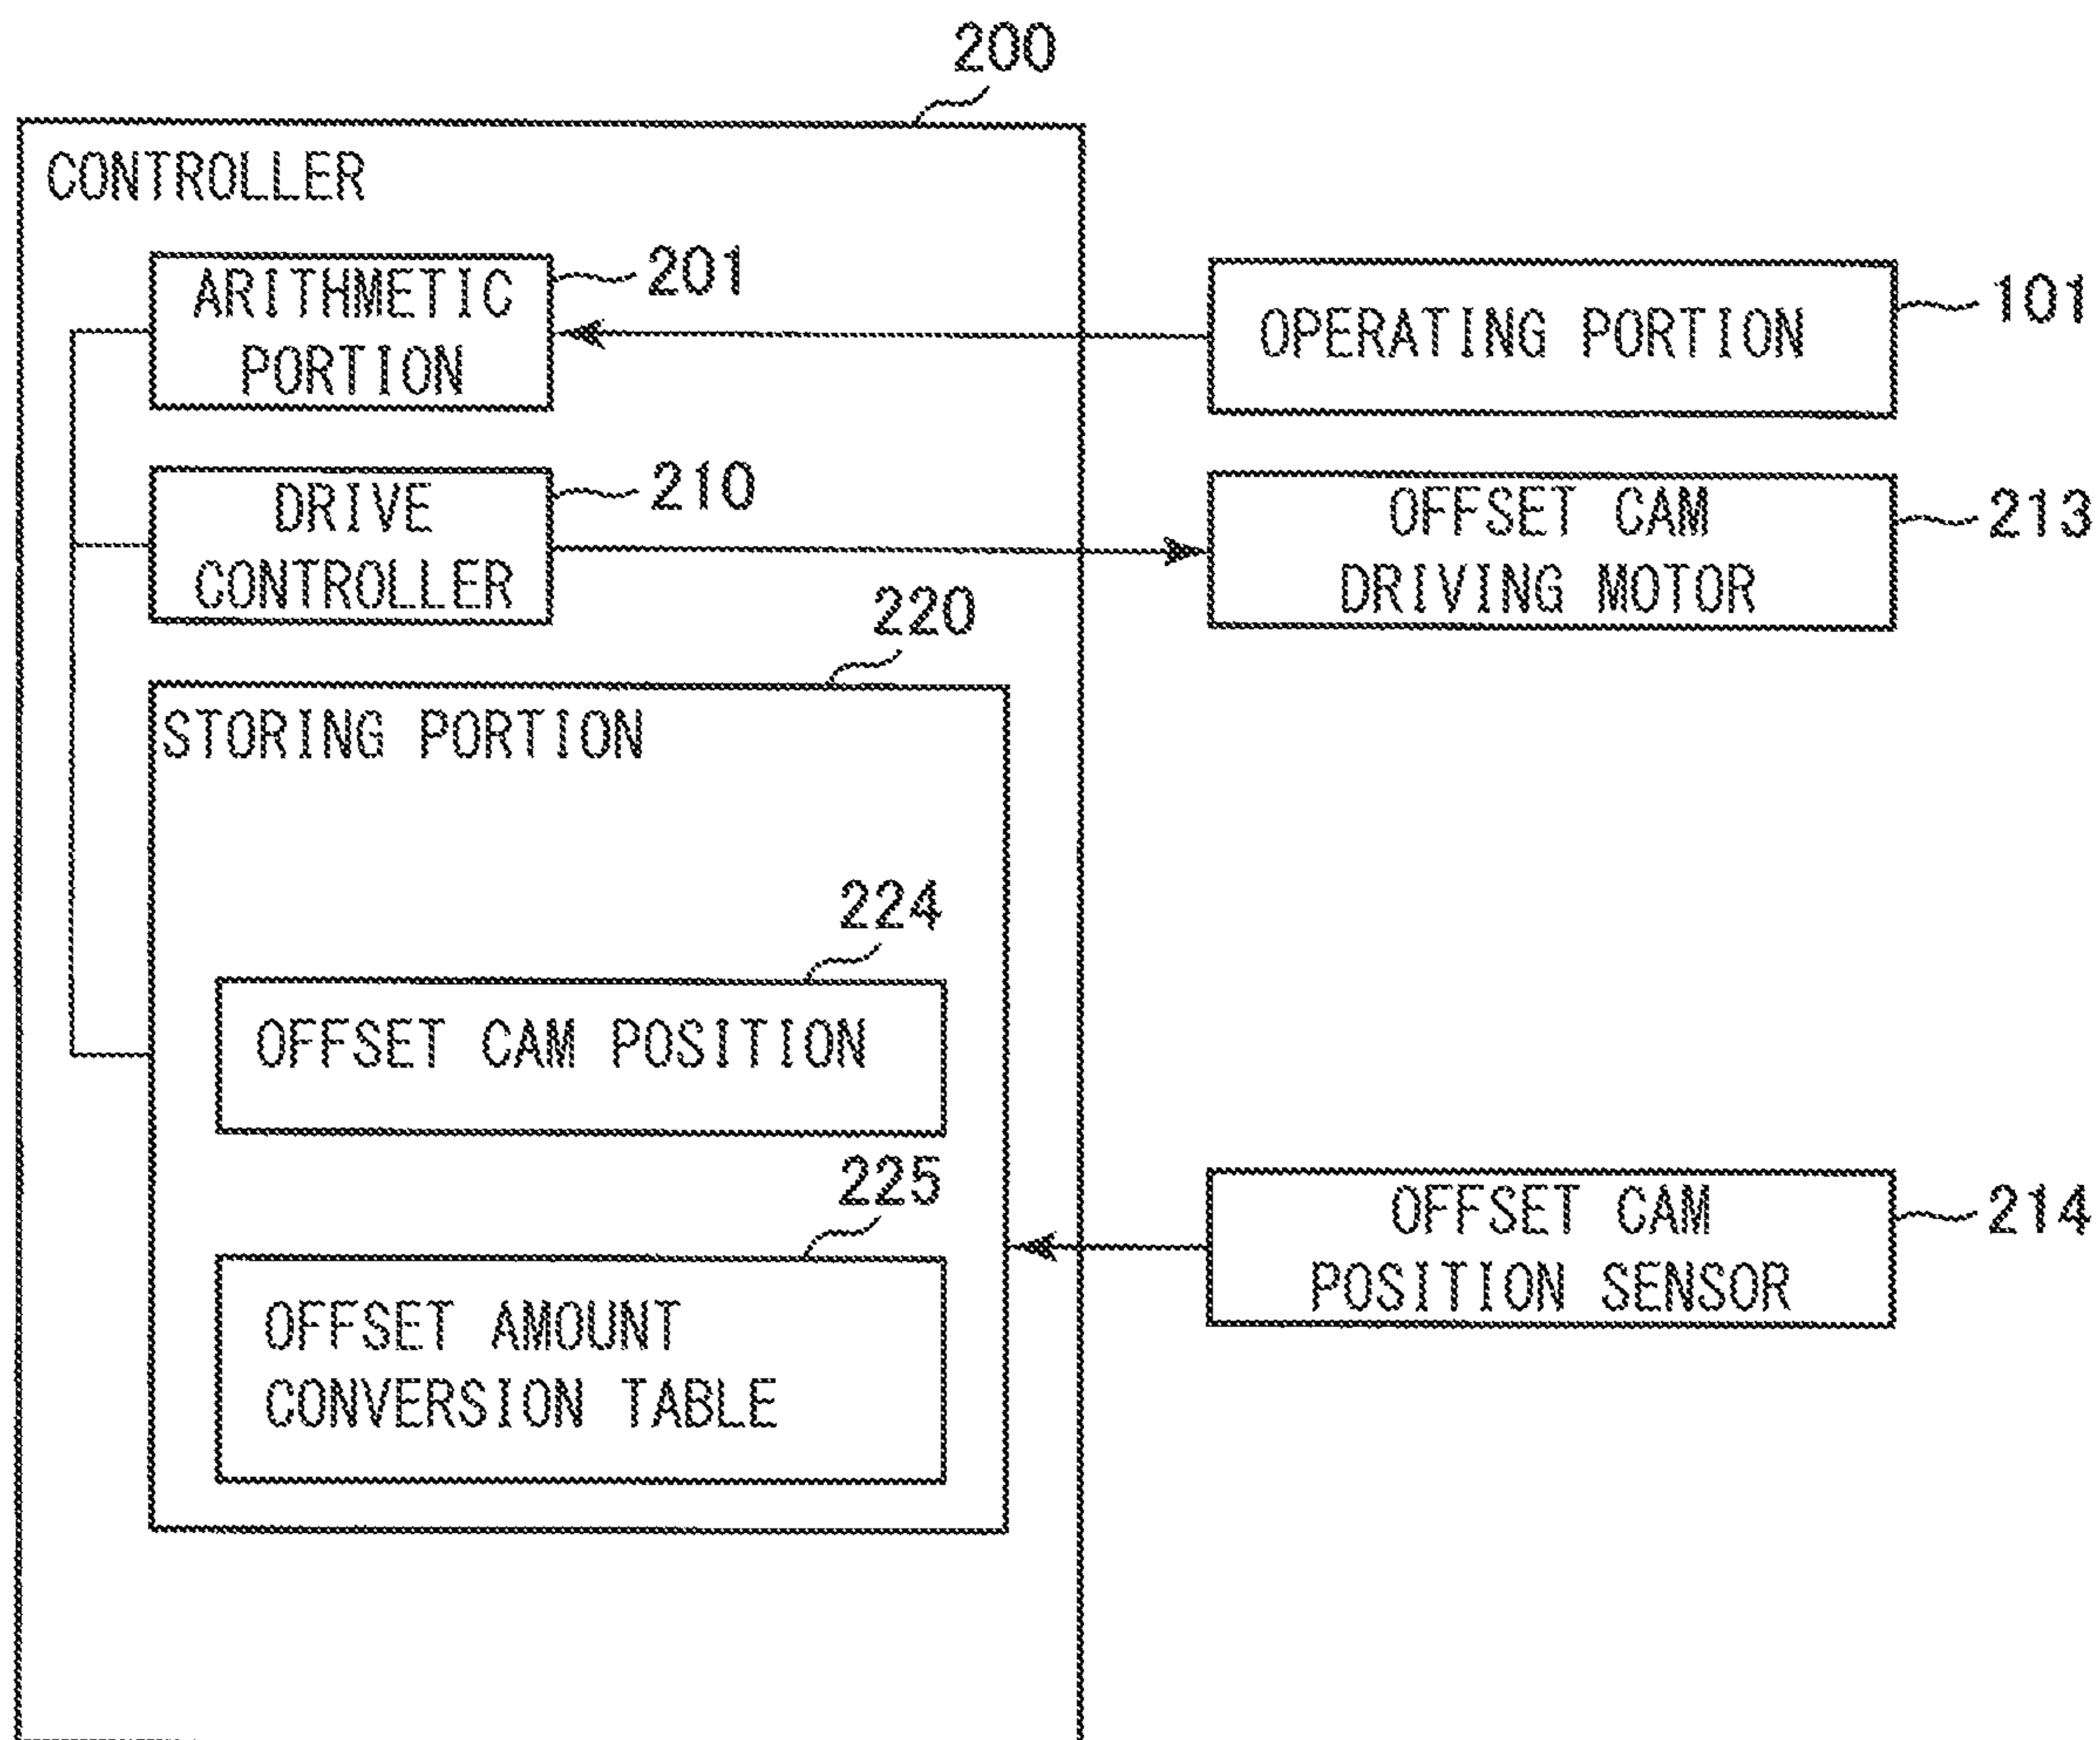 200
CONTROLLER
ARITHMETIC
PORTION
201
OPERATING PORTION
101
DRIVE
CONTROLLER
210
OFFSET CAM
DRIVING MOTOR
213
220
STORING PORTION
224
OFFSET CAM POSITION
225
OFFSET AMOUNT
CONVERSION TABLE
OFFSET CAM
POSITION SENSOR
214